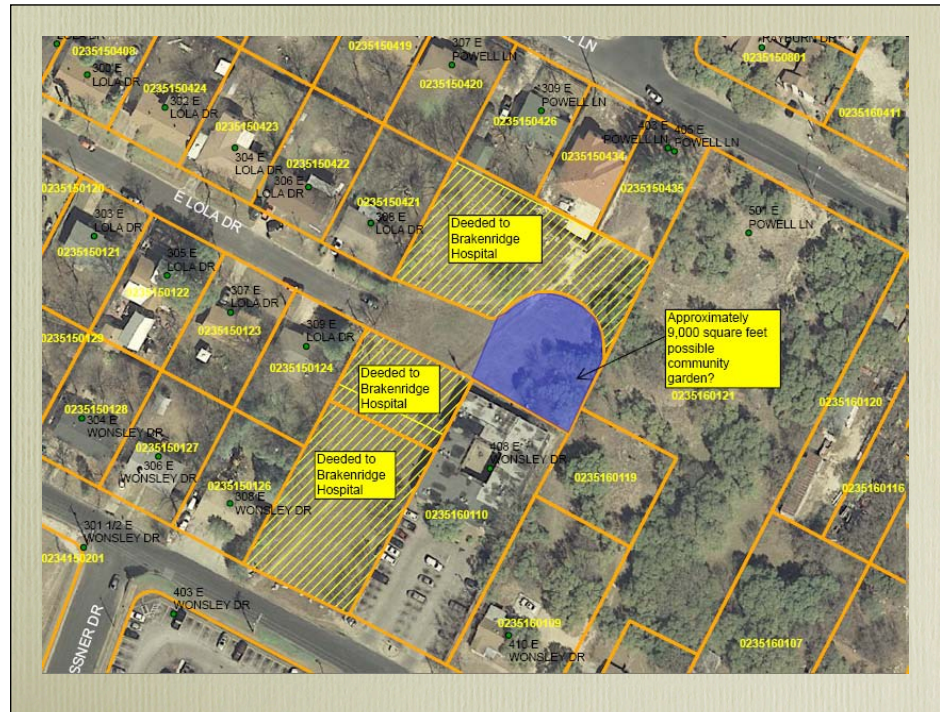 LOLA DR
0235150408
300 E
LOLA DR
0235150424
302 E
LOLA DR
0235150423
304 E
LOLA DR
0235150422
306 E
LOLA DR
0235150421
LOLA DR
0235150419
307 E
POWELL LN
0235150420
LN
309 E
POWELL LN
0235150426
0235150434
POWELL LN
405 E
POWELL LN
0235150435
RAYBURN DR
0235150801
0235160411
501 E
POWELL LN
E LOLA DR
0235150120
303 E
LOLA DR
0235150121
305 E
LOLA DR
0235150122
307 E
LOLA DR
0235150123
309 E
LOLA DR
0235150124
0235150129
Deeded to
Brakenridge
Hospital
Approximately
9,000 square feet
possible
community
garden?
0235160121
0235160120
0235160116
Deeded to
Brakenridge
Hospital
Deeded to
Brakenridge
Hospital
0235150128
304 E
WONSLEY DR
0235150127
306 E
WONSLEY DR
0235150126
308 E
WONSLEY DR
408 E
WONSLEY DR
0235160110
0235160119
301 1/2 E
WONSLEY DR
0234150201
SSNER DR
403 E
WONSLEY DR
0235160109
410 E
WONSLEY DR
0235160107